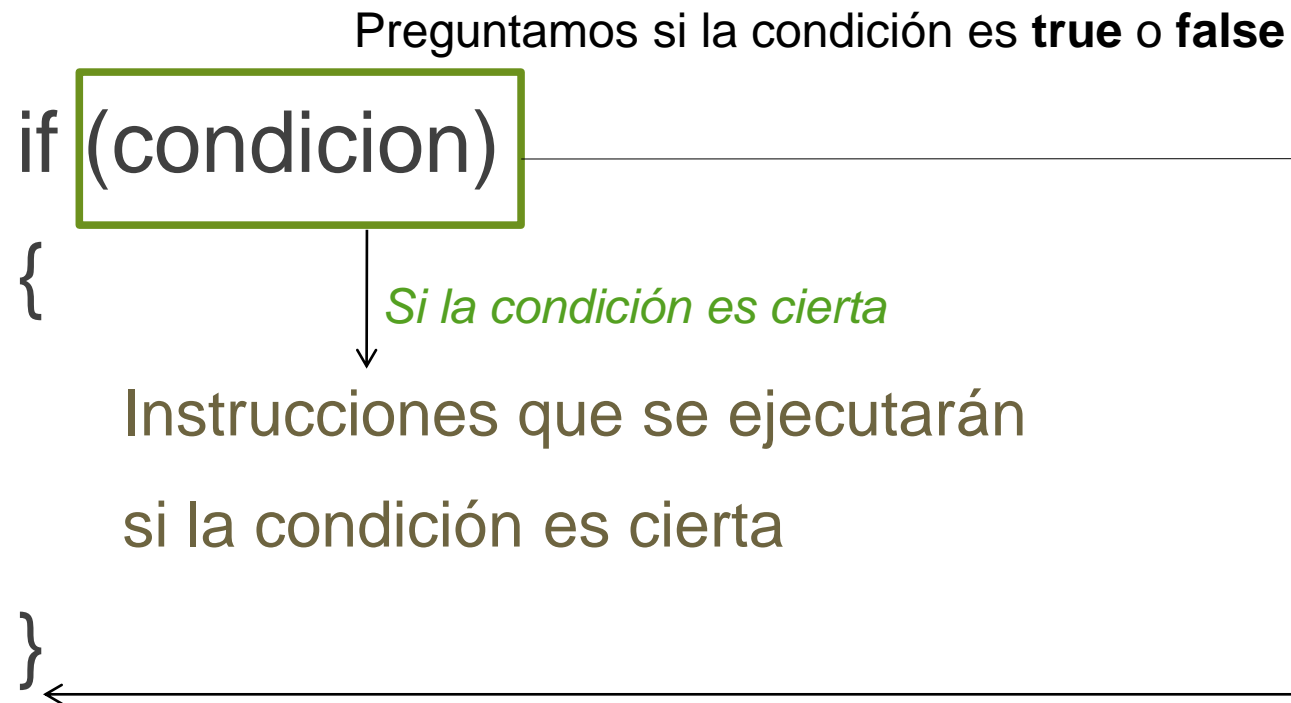 Preguntamos si la condición es true o false
if (condicion)
{
Si la condición es cierta
Instrucciones que se ejecutarán
si la condición es cierta
}